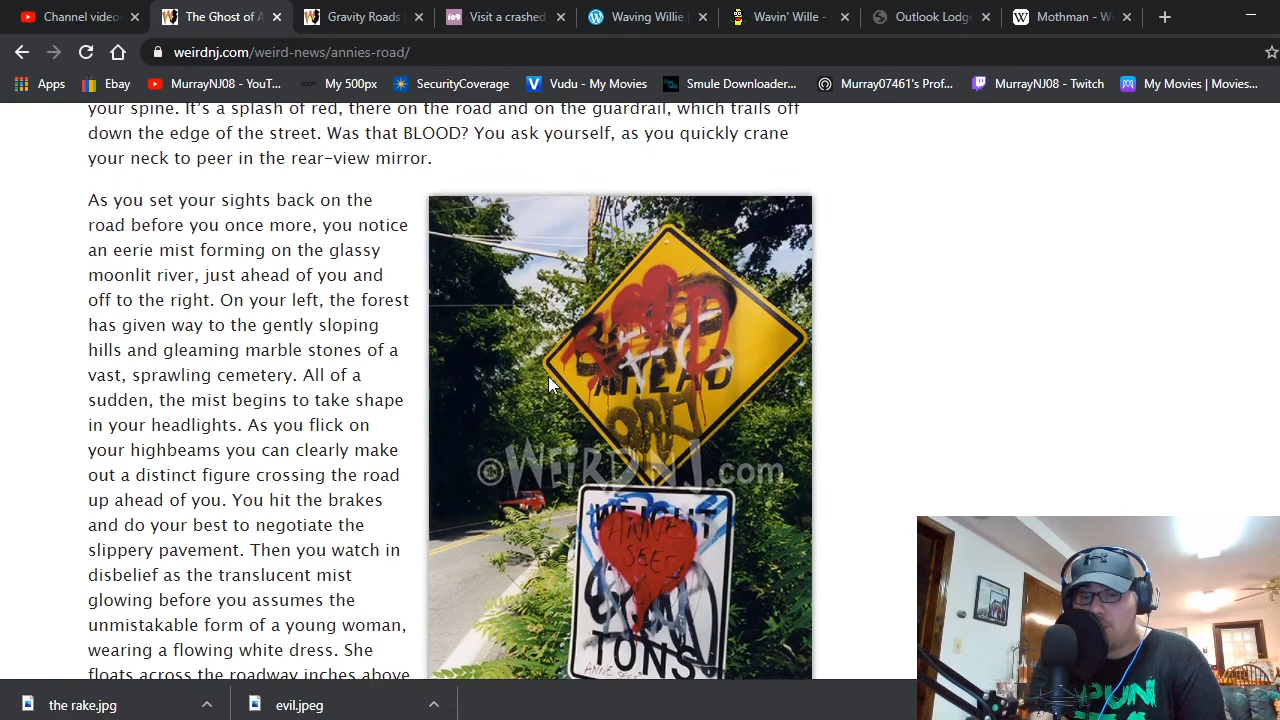 Channel video
The Ghost of A
Gravity Roads |
Visit a crashed
Waving Willie |
Wavin' Wille -
Outlook Lodge
Mothman - W
weirdnj.com/weird-news/annies-road/
Apps
Ebay
MurrayNJ08 - YouT...
My 500px
SecurityCoverage
Vudu - My Movies
Smule Downloader...
Murray07461's Prof...
MurrayNJ08 - Twitch
My Movies | Movies...
your spine. It's a splash of red, there on the road and on the guardrail, which trails off
down the edge of the street. Was that BLOOD? You ask yourself, as you quickly crane
your neck to peer in the rear-view mirror.
As you set your sights back on the
road before you once more, you notice
an eerie mist forming on the glassy
moonlit river, just ahead of you and
off to the right. On your left, the forest
has given way to the gently sloping
hills and gleaming marble stones of a
vast, sprawling cemetery. All of a
sudden, the mist begins to take shape
in your headlights. As you flick on
your highbeams you can clearly make
out a distinct figure crossing the road
up ahead of you. You hit the brakes
and do your best to negotiate the
slippery pavement. Then you watch in
disbelief as the translucent mist
glowing before you assumes the
unmistakable form of a young woman,
wearing a flowing white dress. She
floats across the roadway inches above
AHEAD
©WEIRDNJ.com
WEIGHT
ANNIE
SEES
TONS
the rake.jpg
evil.jpeg